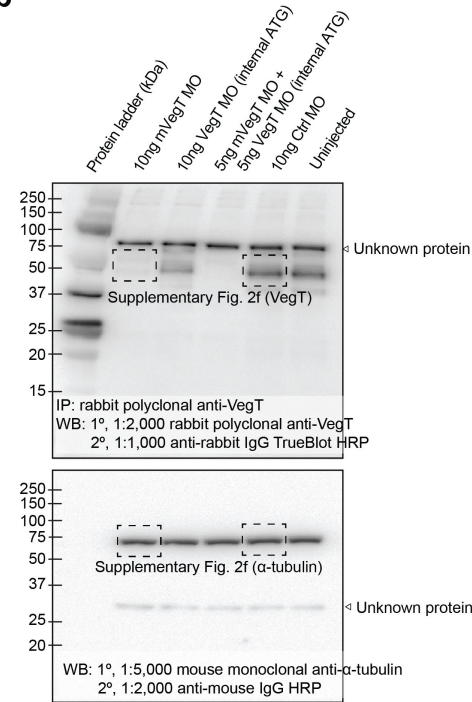 Protein ladder (kDa)
10ng mVegT MO
10ng VegT MO (internal ATG)
5ng mVegT MO +
5ng VegT MO (internal ATG)
10ng Ctrl MO
Uninjected
250
150
100
75
50
37
25
20
15
◃ Unknown protein
Supplementary Fig. 2f (VegT)
IP: rabbit polyclonal anti-VegT
WB: 1º, 1:2,000 rabbit polyclonal anti-VegT
2º, 1:1,000 anti-rabbit IgG TrueBlot HRP
250
150
100
75
50
37
25
20
Supplementary Fig. 2f (α-tubulin)
◃ Unknown protein
WB: 1º, 1:5,000 mouse monoclonal anti-α-tubulin
2º, 1:2,000 anti-mouse IgG HRP